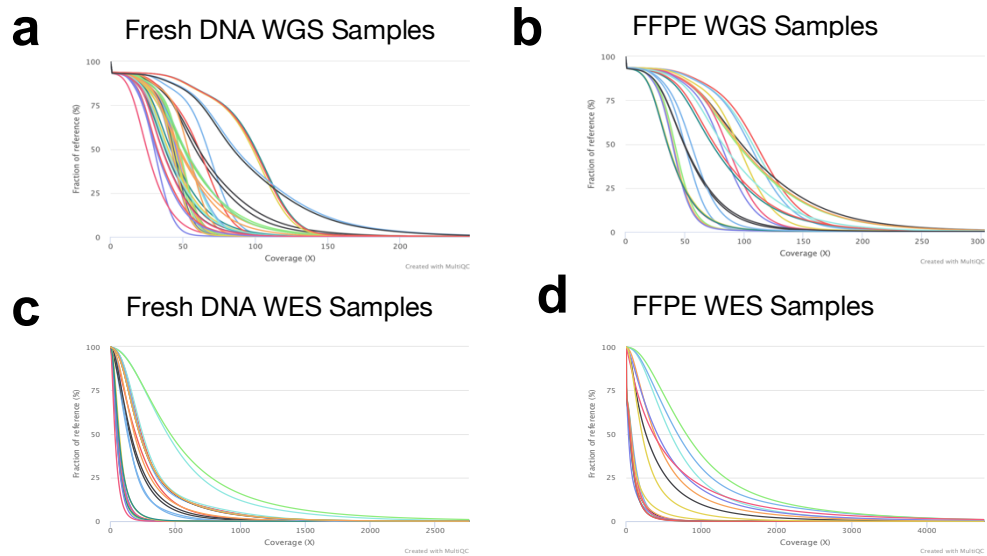 a
Fresh DNA WGS Samples
100
75
50
25
0
Fraction of reference (%)
0
50
100
150
200
Coverage (X)
Created with MultiQC
b
FFPE WGS Samples
100
75
50
25
0
Fraction of reference (%)
0
50
100
150
200
250
300
Coverage (X)
Created with MultiQC
c
Fresh DNA WES Samples
100
75
50
25
0
Fraction of reference (%)
0
500
1000
1500
2000
2500
Coverage (X)
Created with MultiQC
d
FFPE WES Samples
100
75
50
25
0
Fraction of reference (%)
0
1000
2000
3000
4000
Coverage (X)
Created with MultiQC